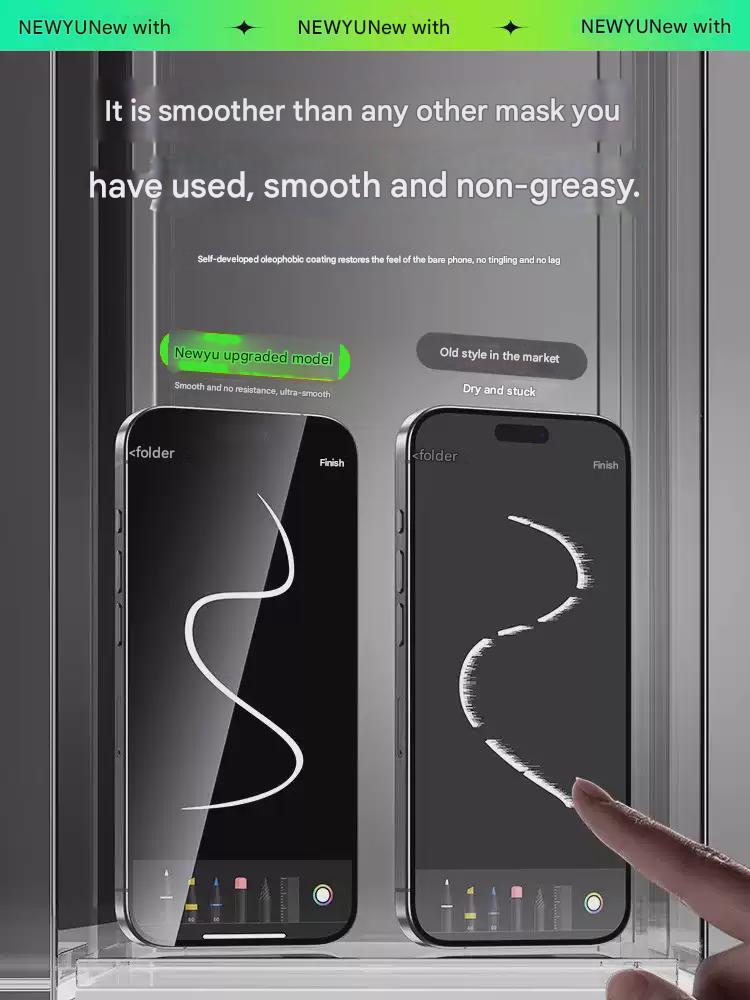 NEWYUNew with
NEWYUNew with
NEWYUNew with
It is smoother than any other mask you
have used, smooth and non-greasy.
Self-developed oleophobic coating restores the feel of the bare phone, no tingling and no lag
Newyu upgraded model
Smooth and no resistance, ultra-smooth
Old style in the market
Dry and stuck
<folder
Finish
<folder
Finish